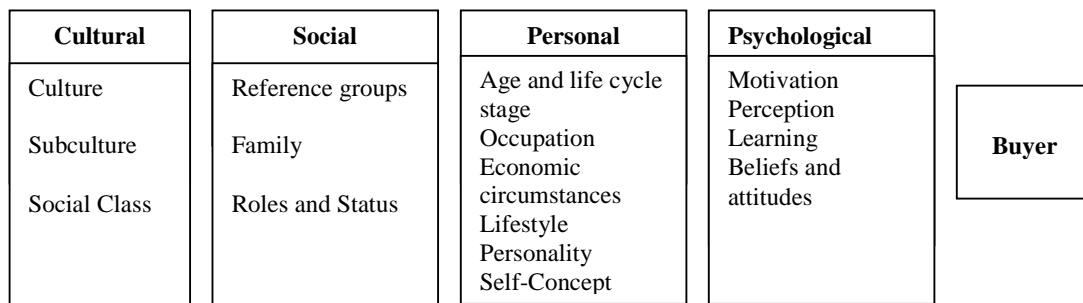 Cultural
Culture
Subculture
Social Class
Social
Reference groups
Family
Roles and Status
Personal
Age and life cycle
stage
Occupation
Economic
circumstances
Lifestyle
Personality
Self-Concept
Psychological
Motivation
Perception
Learning
Beliefs and
attitudes
Buyer